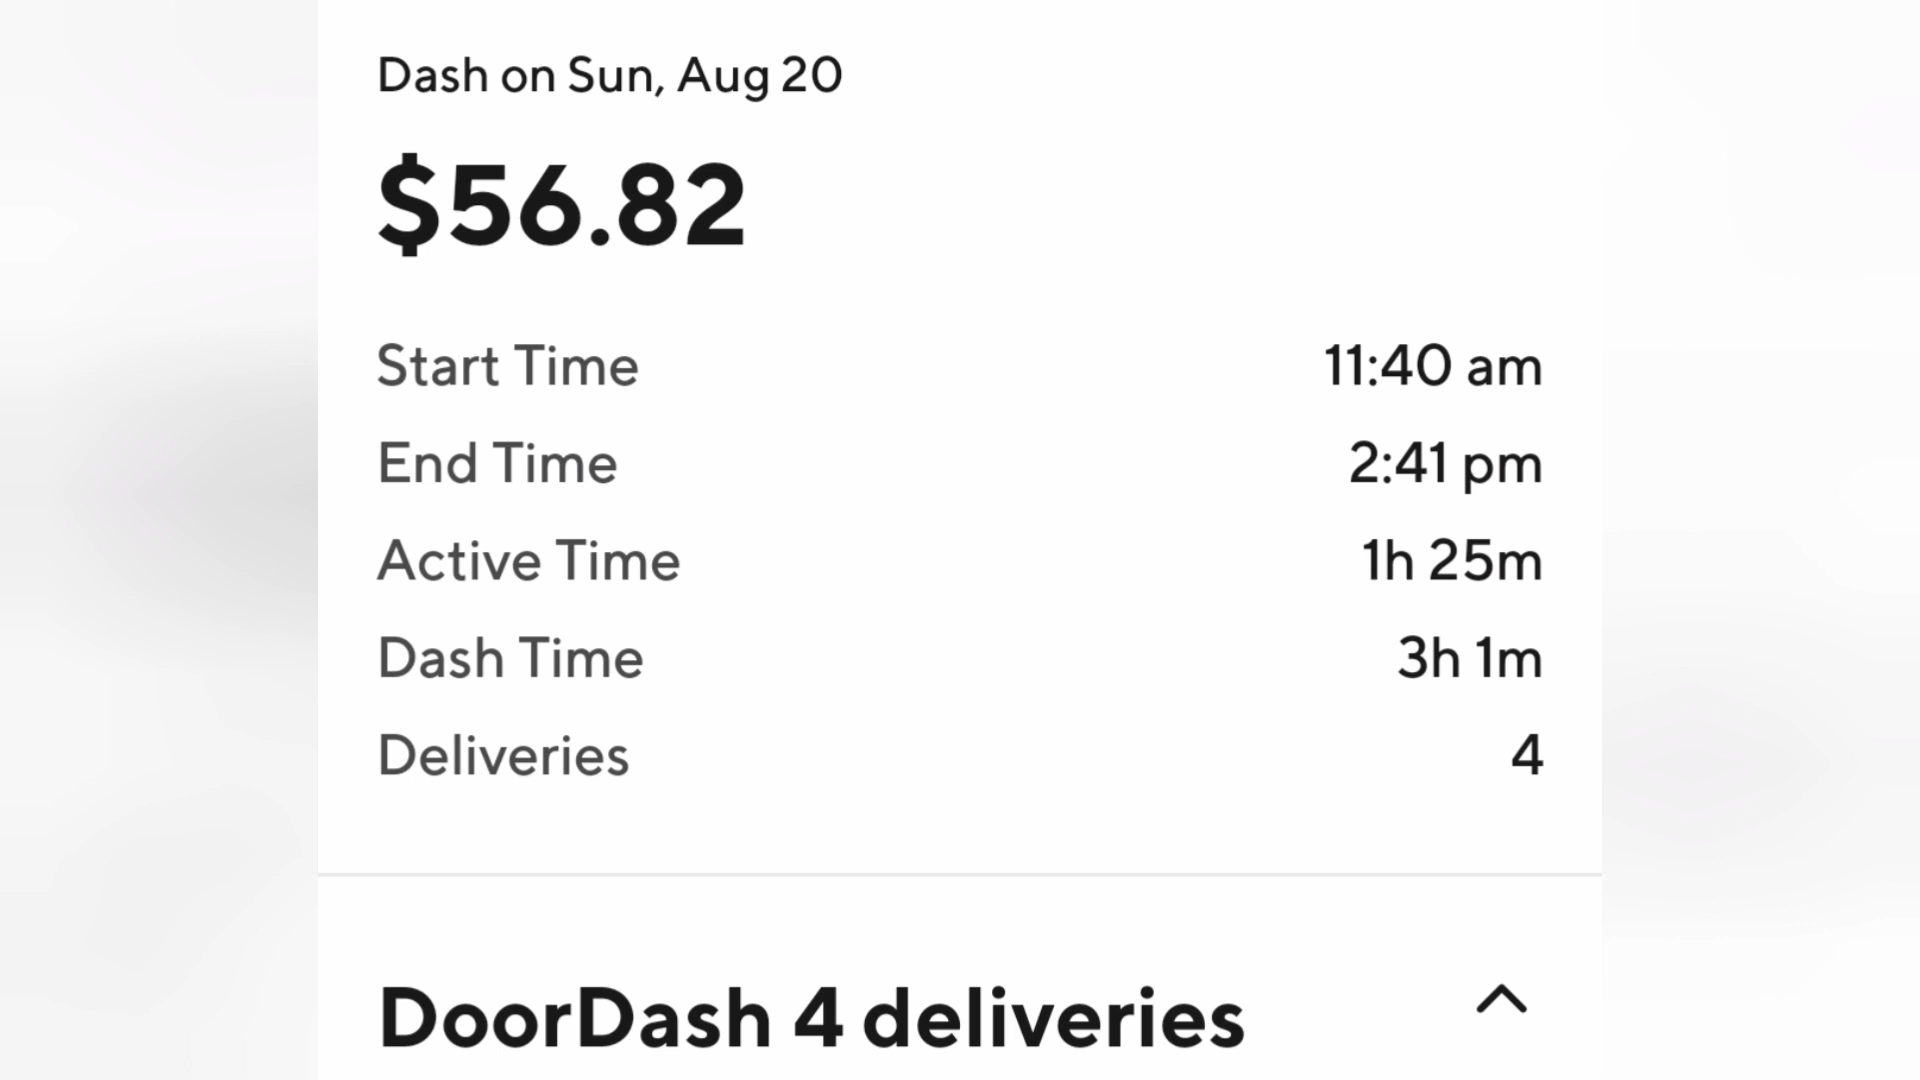 Dash on Sun, Aug 20
$56.82
Start Time 11:40 am
End Time 2:41 pm
Active Time 1h 25m
Dash Time 3h 1m
Deliveries 4
DoorDash 4 deliveries